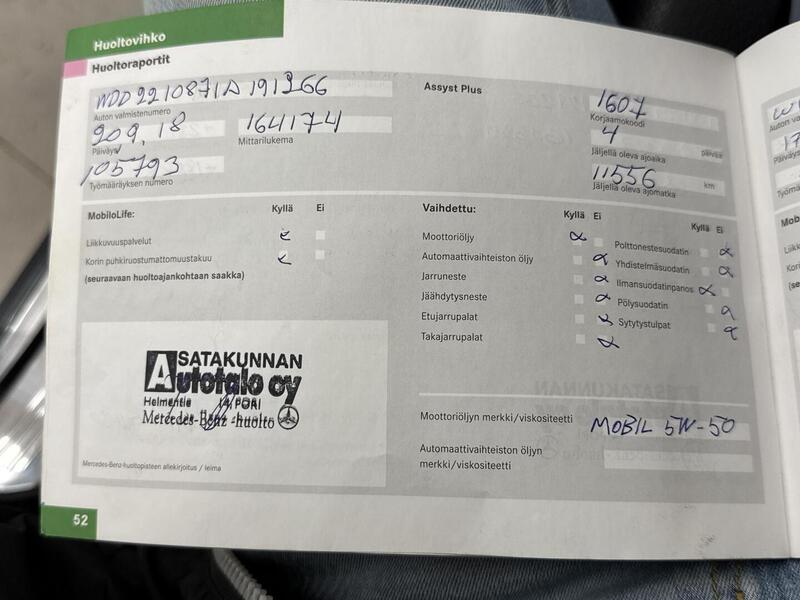 Huoltovihko
Huoltoraportit
WDD2210871A191266
Auton valmistenumero
209.18
Päiväys
164174
Mittarilukema
105793
Työmääräyksen numero
Assyst Plus
1607
Korjaamokoodi
4
Jäljellä oleva ajoaika
päivää
11556
Jäljellä oleva ajomatka
km
MobiloLife: Kyllä Ei
Liikkuvuuspalvelut
Korin puhkiruostumattomuustakuu
(seuraavaan huoltoajankohtaan saakka)
SATAKUNNAN
Autotalo oy
Helmentie 14, PORI
Mercedes-Benz -huolto
Mercedes-Benz-huoltopisteen allekirjoitus / leima
Vaihdettu: Kyllä Ei Kyllä Ei
Moottoriöljy Polttonestesuodatin
Automaattivaihteiston öljy Yhdistelmäsuodatin
Jarruneste Ilmansuodatinpanos
Jäähdytysneste Pölysuodatin
Etujarrupalat Sytytystulpat
Takajarrupalat
Moottoriöljyn merkki/viskositeetti MOBIL 5W-50
Automaattivaihteiston öljyn
merkki/viskositeetti
52